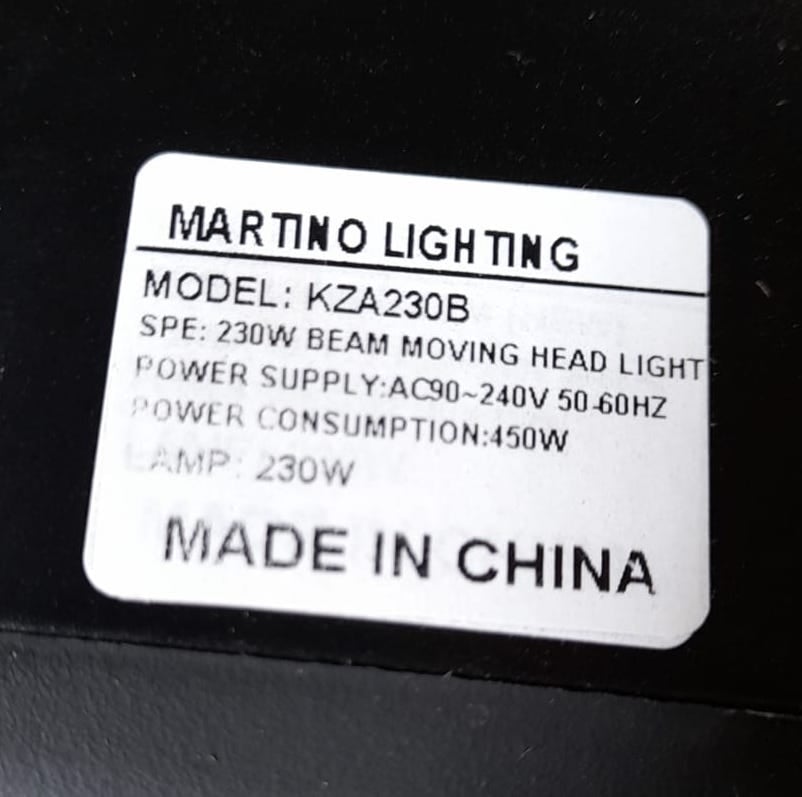 MARTINO LIGHTING
MODEL: KZA230B
SPE: 230W BEAM MOVING HEAD LIGHT
POWER SUPPLY:AC90~240V 50-60HZ
POWER CONSUMPTION:450W
LAMP: 230W
MADE IN CHINA